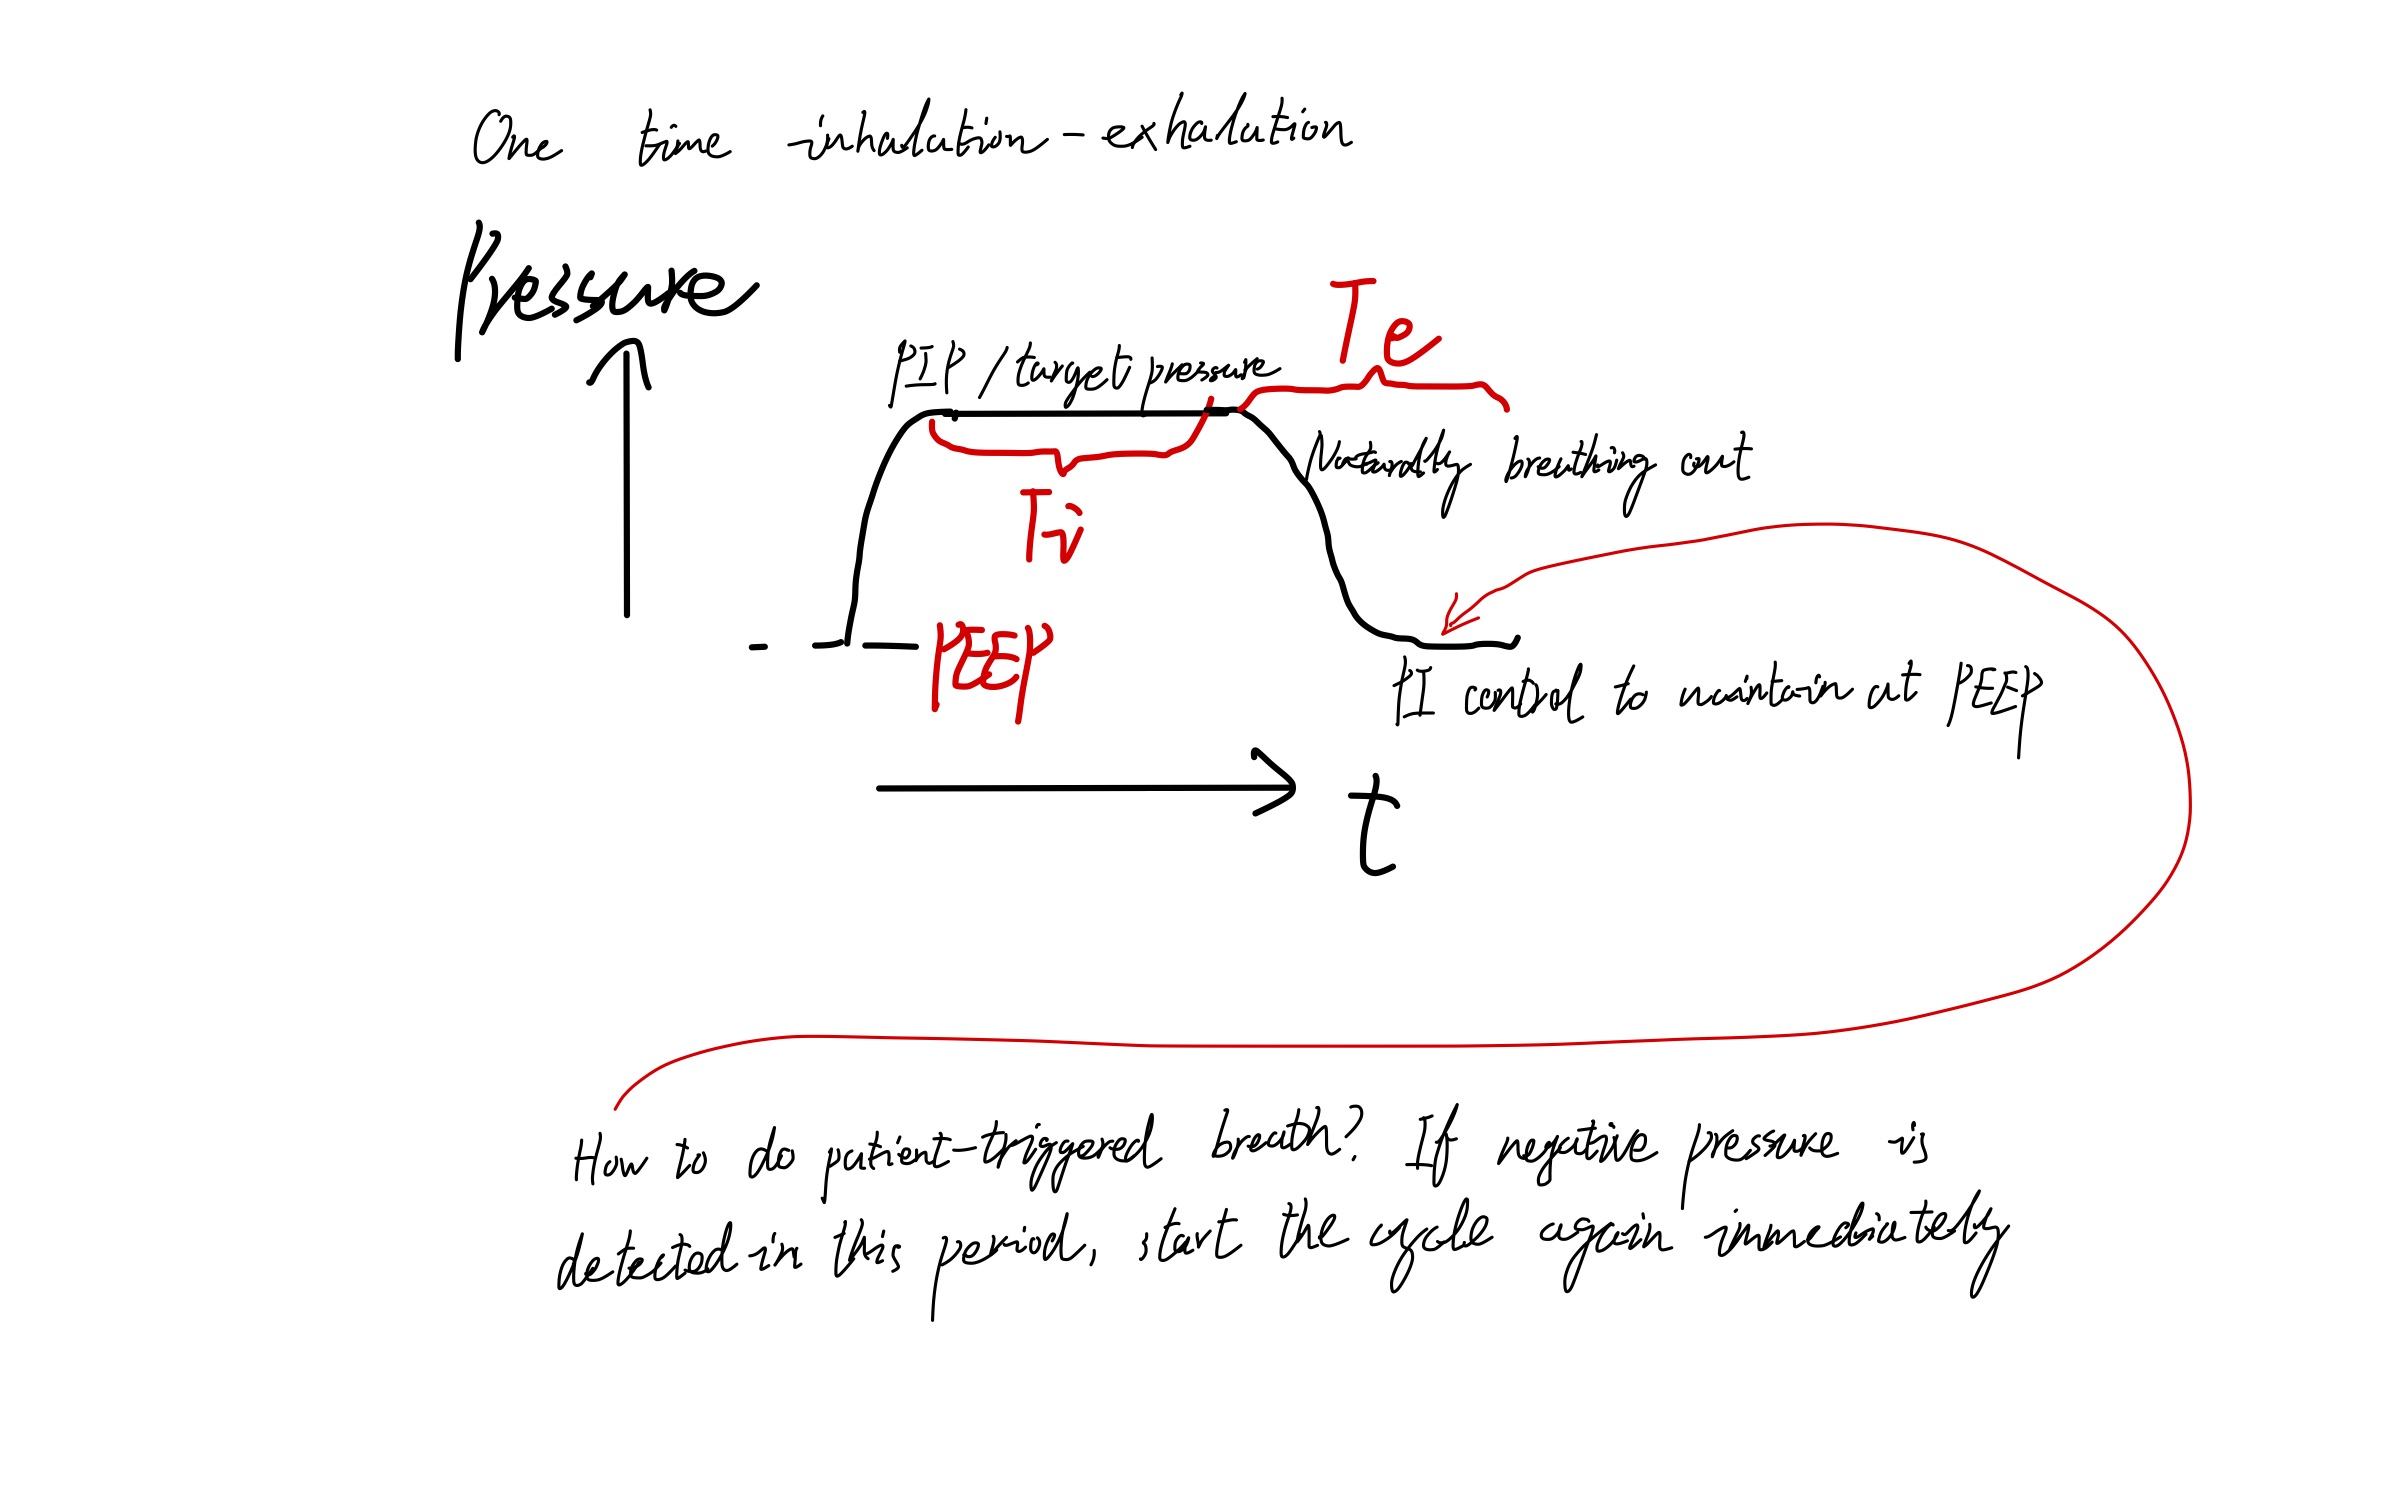 One time inhalation-exhalation
Pressure
Te
PIP / target pressure
Naturally breathing out
Ti
PEEP
PI control to maintain at PEEP
t
How to do patient-triggered breath? If negative pressure is
detected in this period, start the cycle again immediately